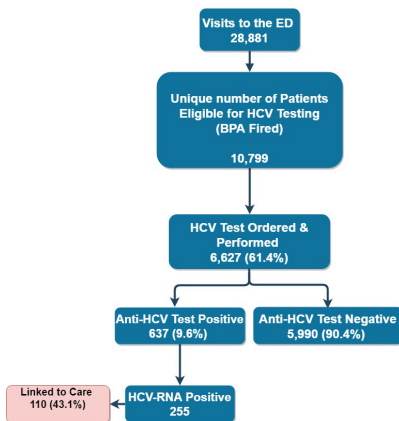 Visits to the ED
28,881
Unique number of Patients
Eligible for HCV Testing
(BPA Fired)
10,799
HCV Test Ordered &
Performed
6,627 (61.4%)
Anti-HCV Test Positive
637 (9.6%)
Anti-HCV Test Negative
5,990 (90.4%)
Linked to Care
110 (43.1%)
HCV-RNA Positive
255